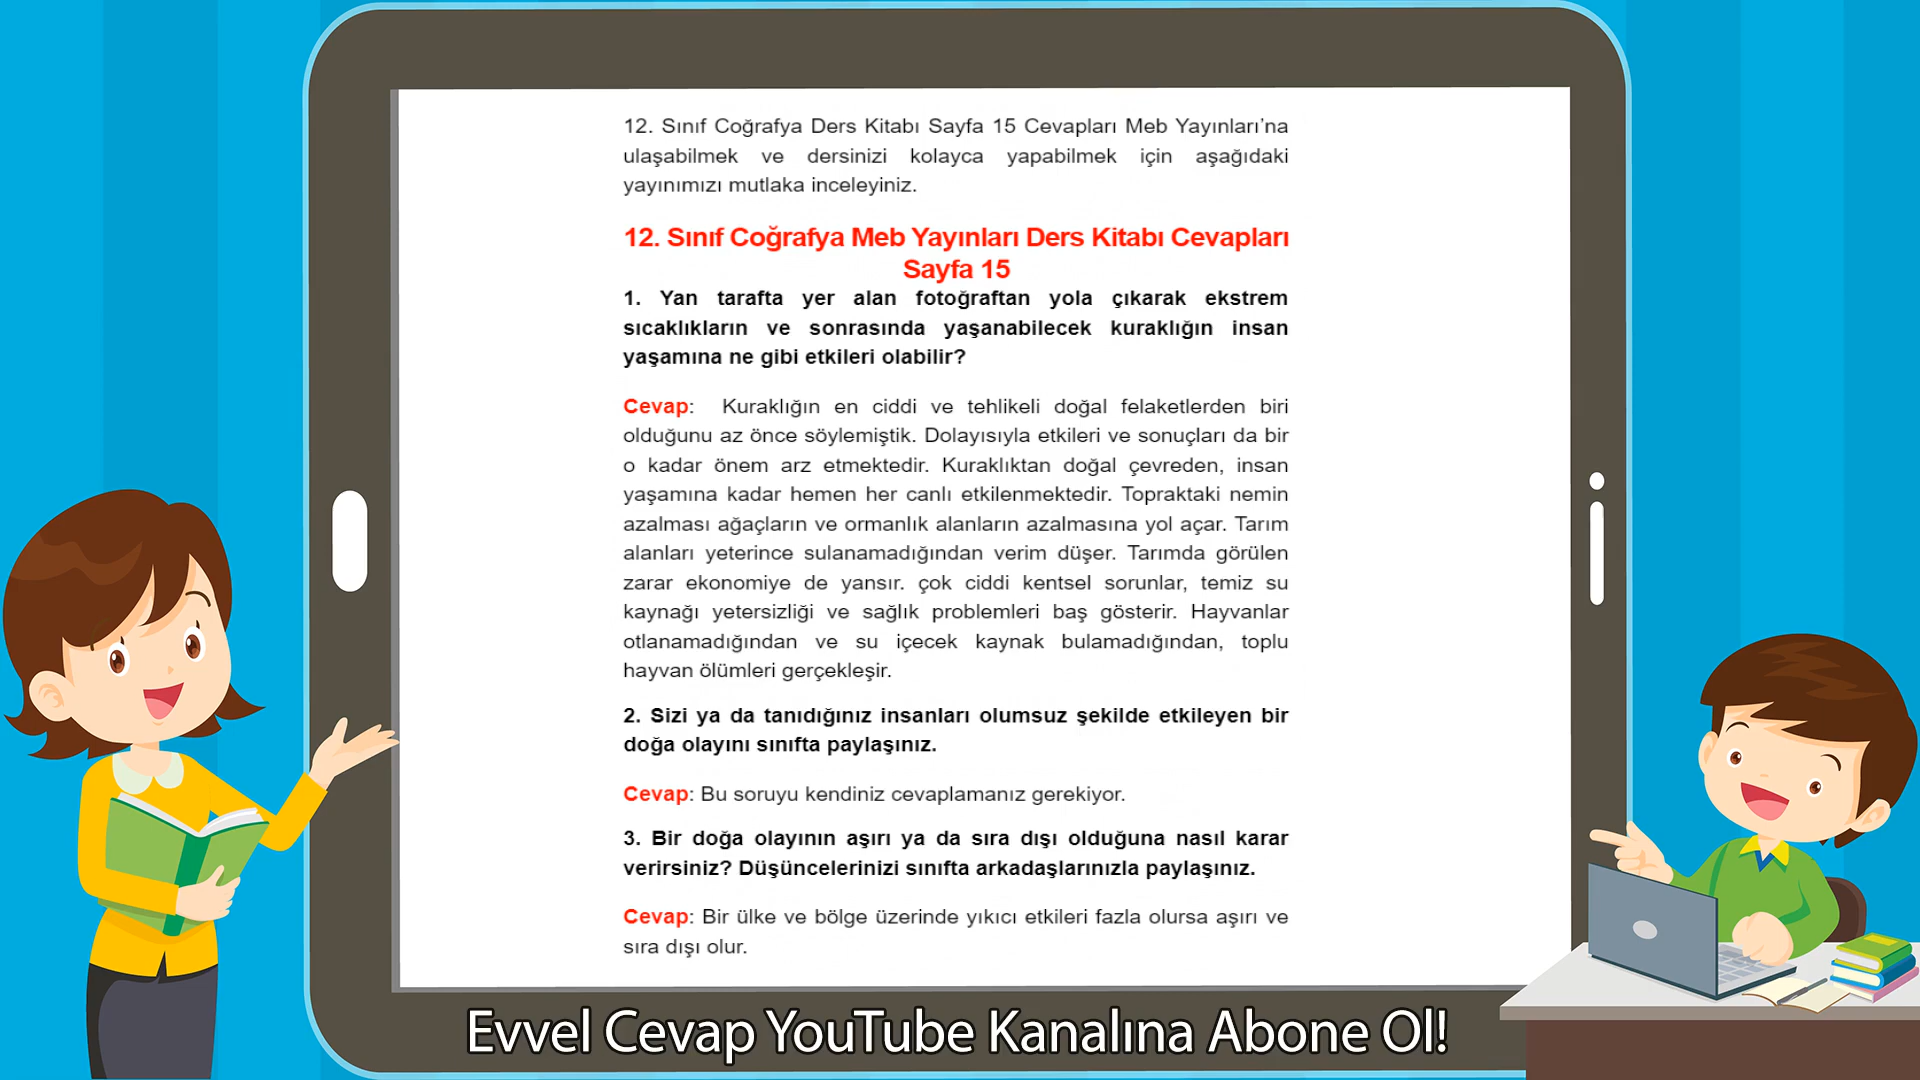 12. Sınıf Coğrafya Ders Kitabı Sayfa 15 Cevapları Meb Yayınları'na
ulaşabilmek ve dersinizi kolayca yapabilmek için aşağıdaki
yayınımızı mutlaka inceleyiniz.
12. Sınıf Coğrafya Meb Yayınları Ders Kitabı Cevapları
Sayfa 15
1. Yan tarafta yer alan fotoğraftan yola çıkarak ekstrem
sıcaklıkların ve sonrasında yaşanabilecek kuraklığın insan
yaşamına ne gibi etkileri olabilir?
Cevap: Kuraklığın en ciddi ve tehlikeli doğal felaketlerden biri
olduğunu az önce söylemiştik. Dolayısıyla etkileri ve sonuçları da bir
o kadar önem arz etmektedir. Kuraklıktan doğal çevreden, insan
yaşamına kadar hemen her canlı etkilenmektedir. Topraktaki nemin
azalması ağaçların ve ormanlık alanların azalmasına yol açar. Tarım
alanları yeterince sulanamadığından verim düşer. Tarımda görülen
zarar ekonomiye de yansır. çok ciddi kentsel sorunlar, temiz su
kaynağı yetersizliği ve sağlık problemleri baş gösterir. Hayvanlar
otlanamadığından ve su içecek kaynak bulamadığından, toplu
hayvan ölümleri gerçekleşir.
2. Sizi ya da tanıdığınız insanları olumsuz şekilde etkileyen bir
doğa olayını sınıfta paylaşınız.
Cevap: Bu soruyu kendiniz cevaplamanız gerekiyor.
3. Bir doğa olayının aşırı ya da sıra dışı olduğuna nasıl karar
verirsiniz? Düşüncelerinizi sınıfta arkadaşlarınızla paylaşınız.
Cevap: Bir ülke ve bölge üzerinde yıkıcı etkileri fazla olursa aşırı ve
sıra dışı olur.
Evvel Cevap YouTube Kanalına Abone Ol!